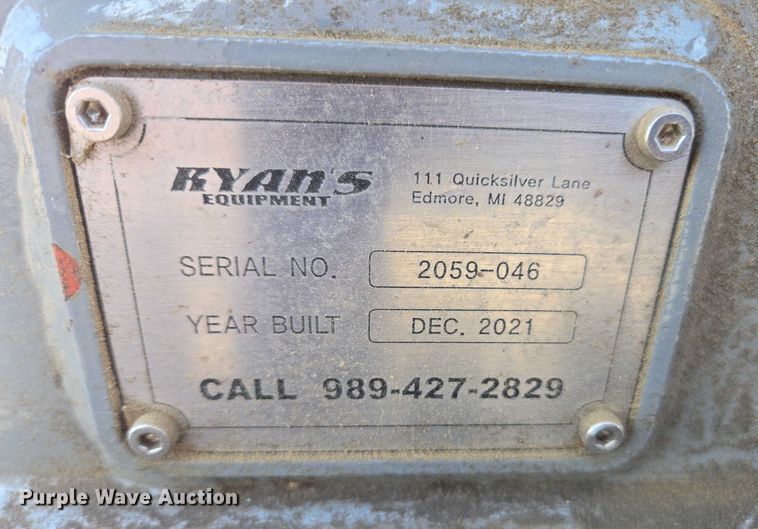 RYAN'S
EQUIPMENT
111 Quicksilver Lane
Edmore, MI 48829
SERIAL NO. 2059-046
YEAR BUILT DEC. 2021
CALL 989-427-2829
Purple Wave Auction